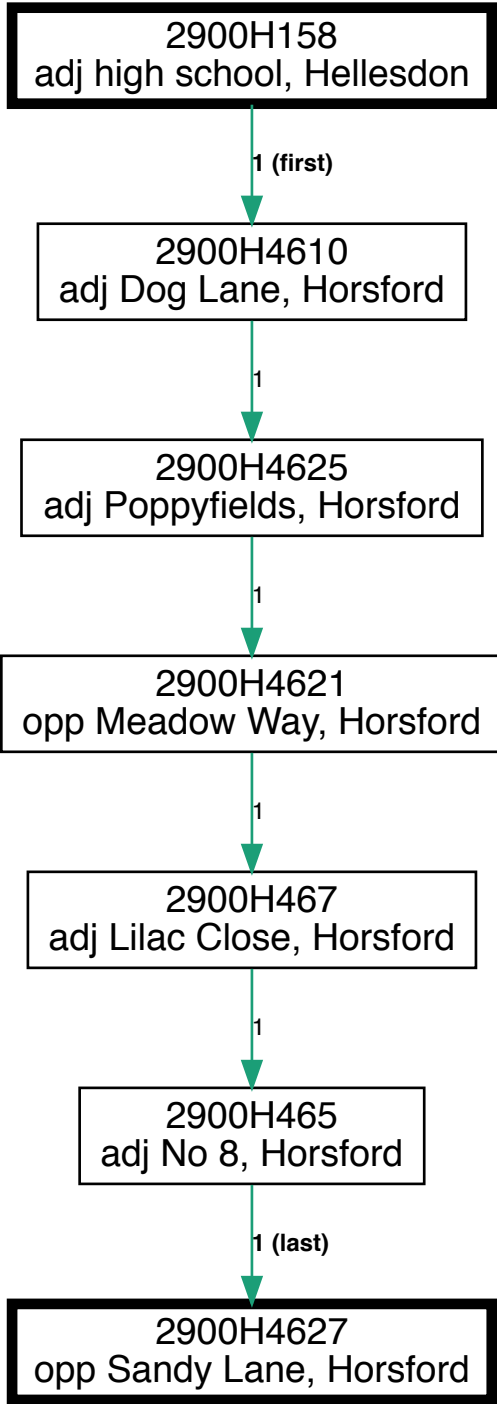 2900H158
adj high school, Hellesdon
1 (first)
2900H4610
adj Dog Lane, Horsford
1
2900H4625
adj Poppyfields, Horsford
1
2900H4621
opp Meadow Way, Horsford
1
2900H467
adj Lilac Close, Horsford
1
2900H465
adj No 8, Horsford
1 (last)
2900H4627
opp Sandy Lane, Horsford